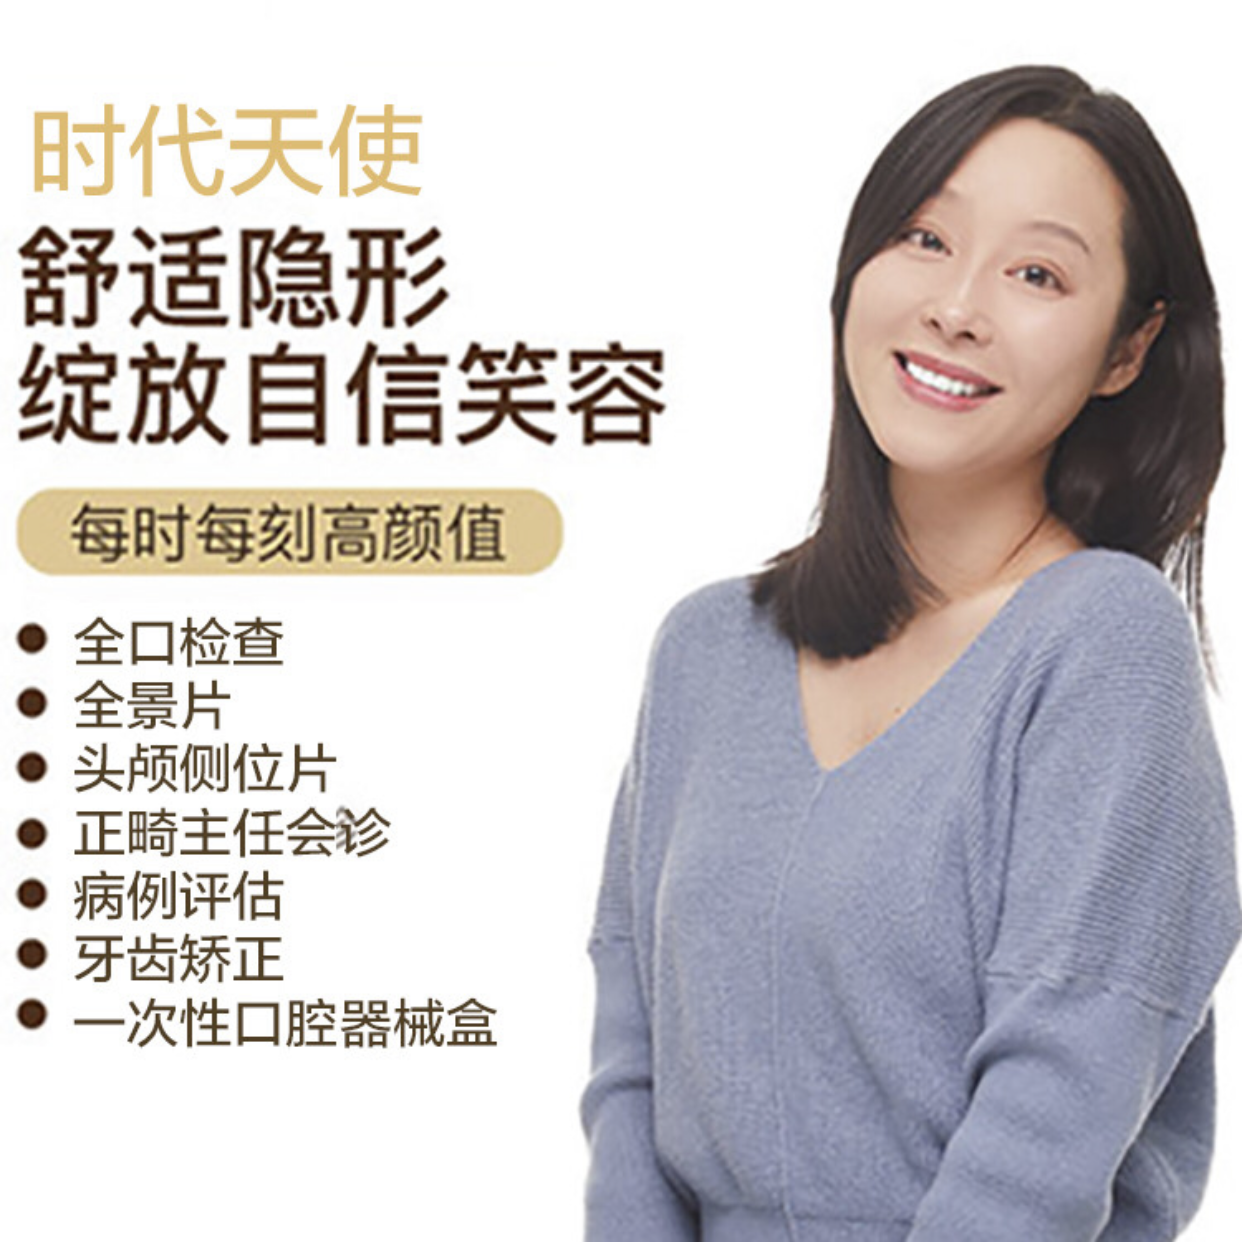 时代天使
舒适隐形
绽放自信笑容
每时每刻高颜值
全口检查
全景片
头颅侧位片
正畸主任会诊
病例评估
牙齿矫正
一次性口腔器械盒